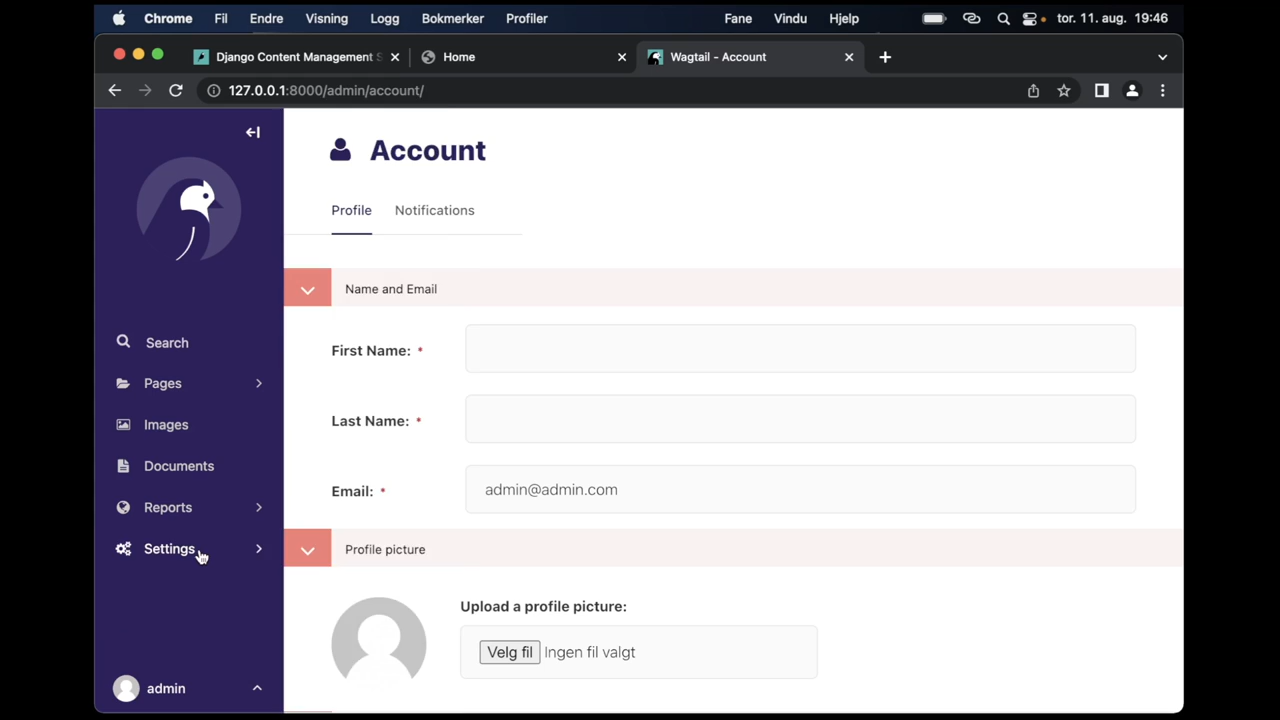 Chrome Fil Endre Visning Logg Bokmerker Profiler Fane Vindu Hjelp tor. 11. aug. 19:46
Django Content Management S Home Wagtail - Account
127.0.0.1:8000/admin/account/
Account
Profile Notifications
Name and Email
First Name: *
Last Name: *
Email: * admin@admin.com
Profile picture
Upload a profile picture:
Velg fil Ingen fil valgt
Search
Pages
Images
Documents
Reports
Settings
admin